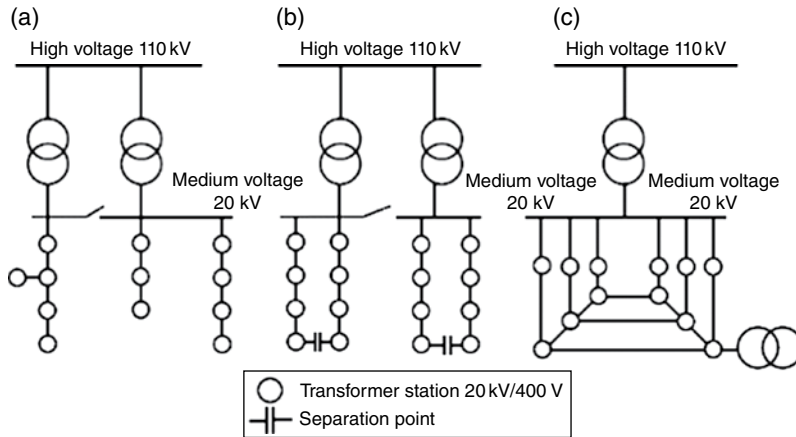 (a)
High voltage 110 kV
Medium voltage
20 kV
(b)
High voltage 110 kV
(c)
High voltage 110 kV
Medium voltage
20 kV
Medium voltage
20 kV
Transformer station 20 kV/400 V
Separation point